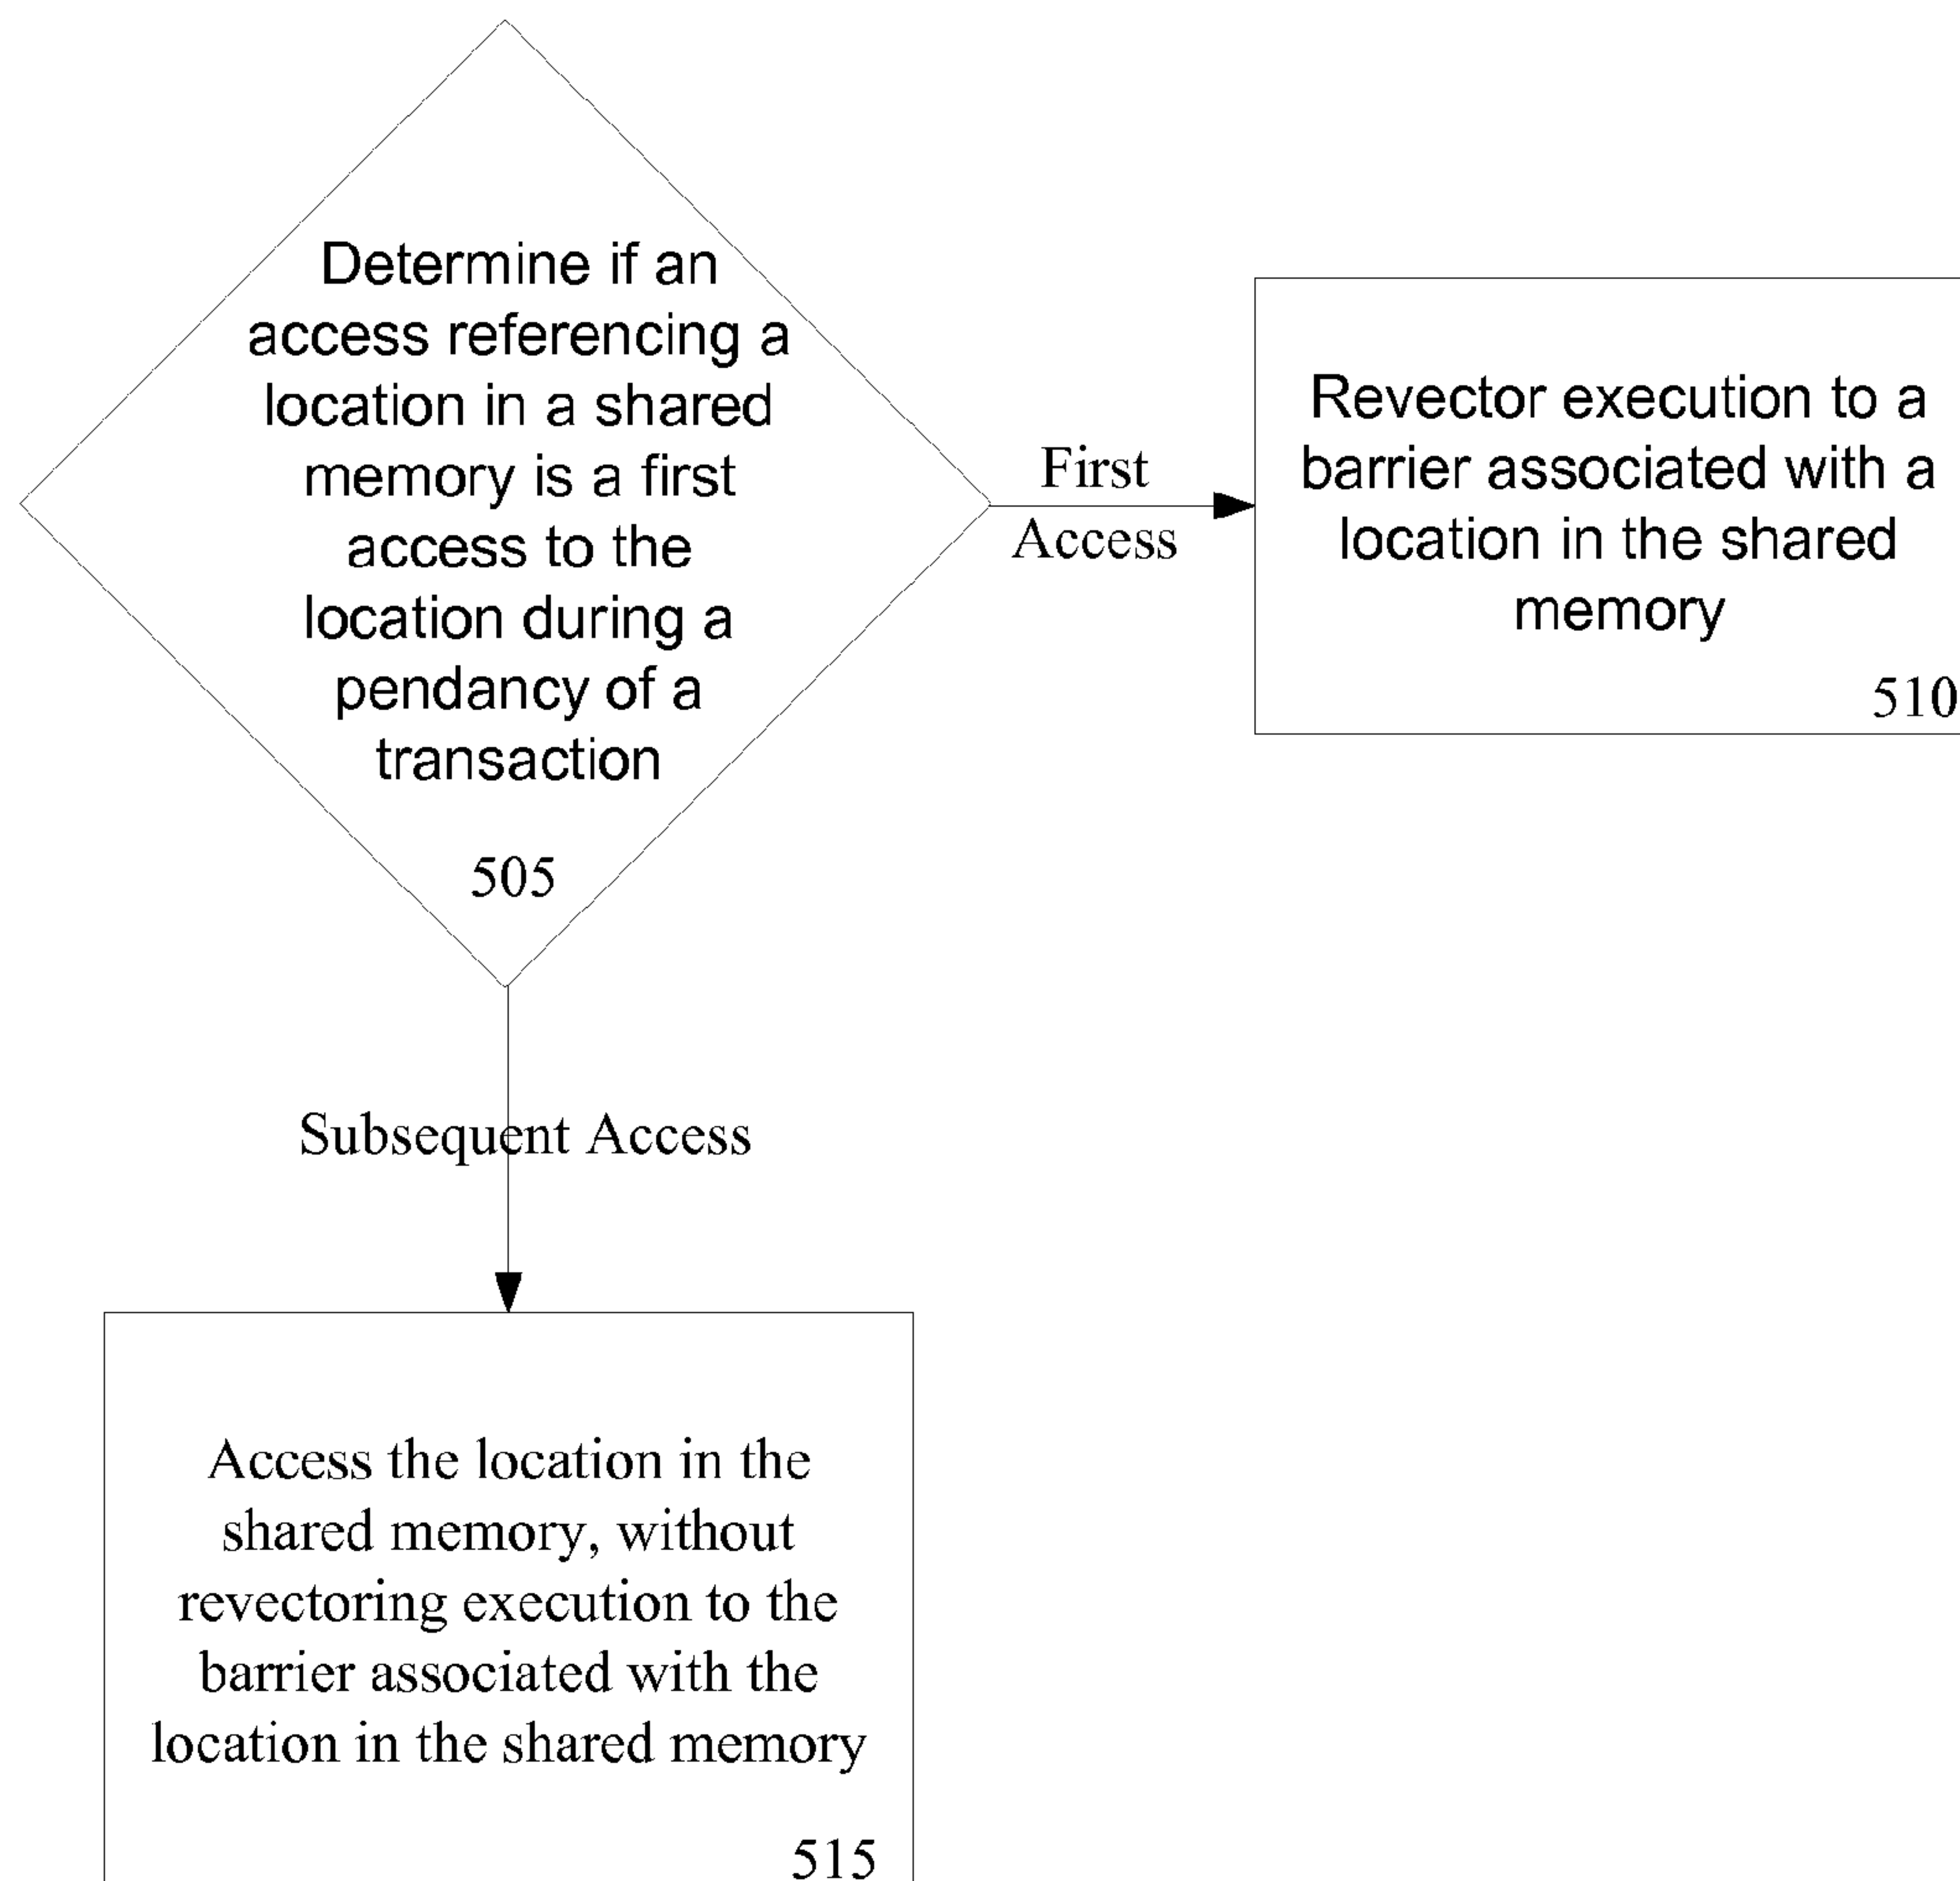 Determine if an
access referencing a
location in a shared
memory is a first
access to the
location during a
pendancy of a
transaction
505
First
Access
Revector execution to a
barrier associated with a
location in the shared
memory
510
Subsequent Access
Access the location in the
shared memory, without
revectoring execution to the
barrier associated with the
location in the shared memory
515